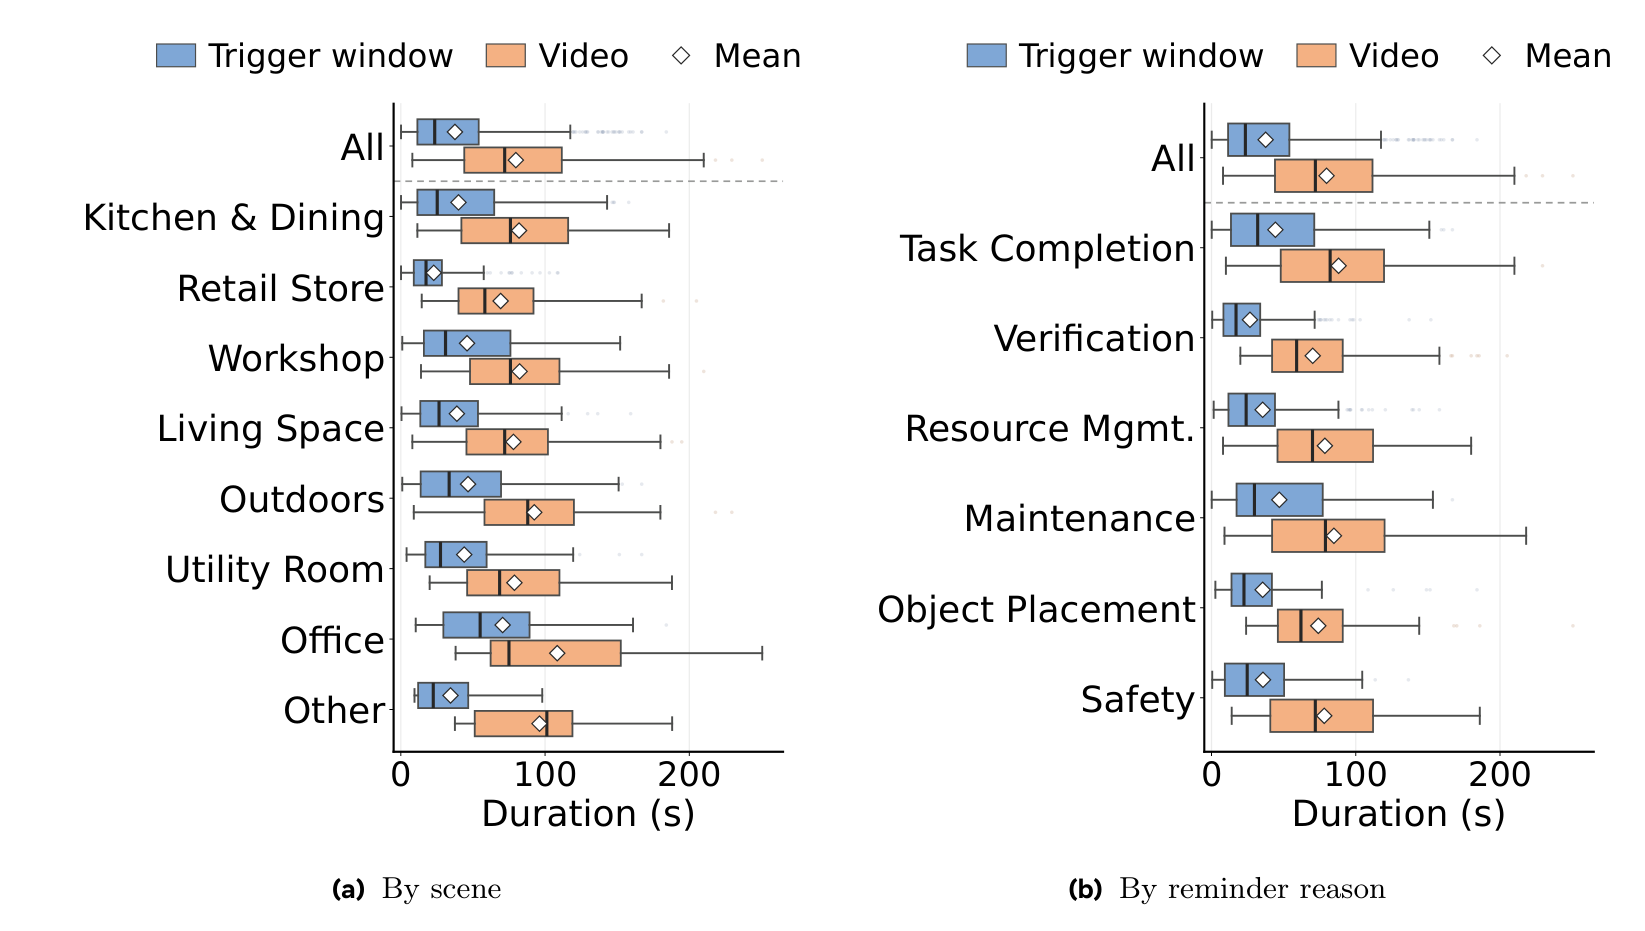 Trigger window Video Mean
All
Kitchen & Dining
Retail Store
Workshop
Living Space
Outdoors
Utility Room
Office
Other
0 100 200
Duration (s)
(a) By scene
Trigger window Video Mean
All
Task Completion
Verification
Resource Mgmt.
Maintenance
Object Placement
Safety
0 100 200
Duration (s)
(b) By reminder reason